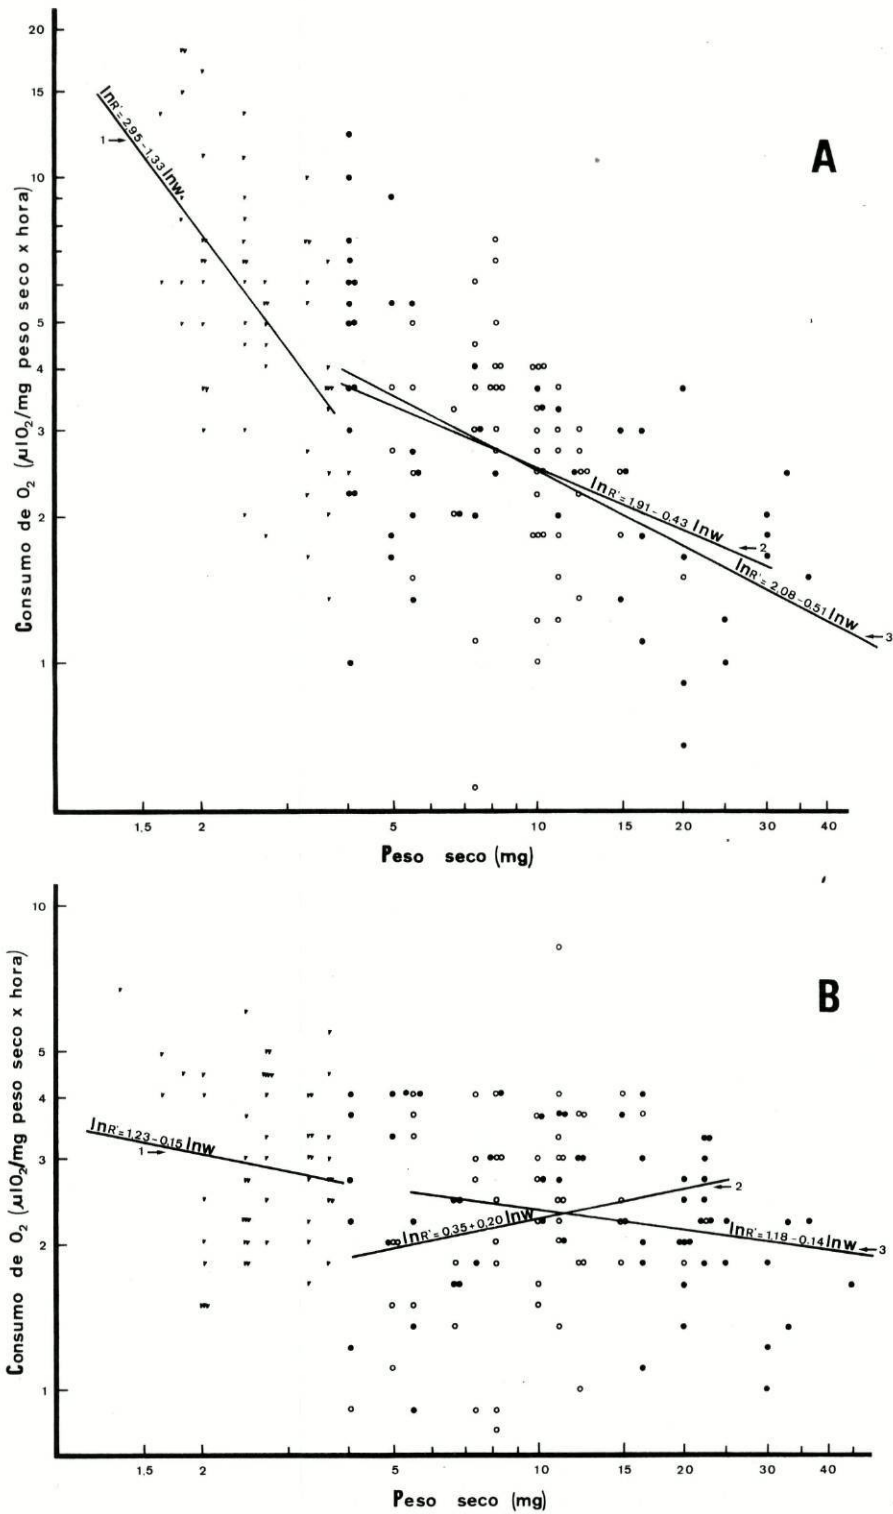 20
15
10
5
4
3
2
1
Consumo de O₂ (µlO₂/mg peso seco x hora)
A
lnR'= 2,95-1,33 lnw
1
lnR'= 1,91-0.43 lnw
2
lnR'= 2,08-0.51 lnw
3
1,5 2 5 10 15 20 30 40
Peso seco (mg)
10
5
4
3
2
1
Consumo de O₂ (µlO₂/mg peso seco x hora)
B
lnR'=1,23-0.15 lnw
1
lnR'= 0,35+0.20 lnw
2
lnR'= 1,18-0.14 lnw
3
1.5 2 5 10 15 20 30 40
Peso seco (mg)